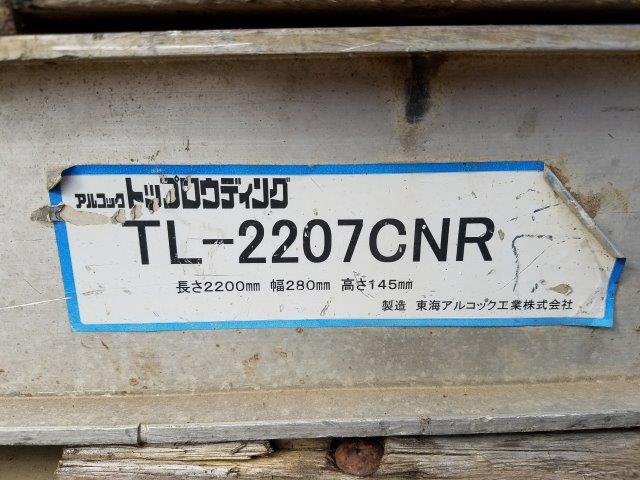 アルコック トップロウディング
TL-2207CNR
長さ2200mm 幅280mm 高さ145mm
製造 東海アルコック工業株式会社